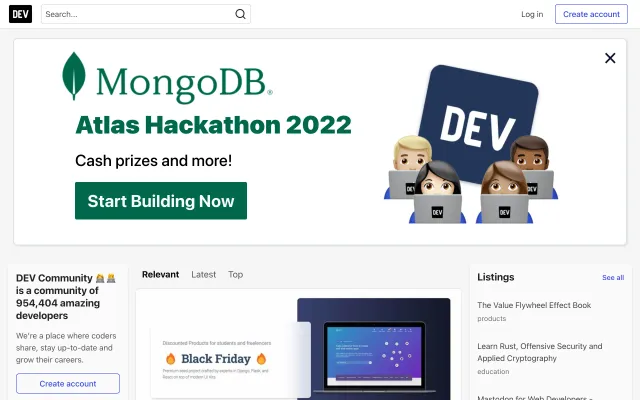 DEV
Search...
Log in
Create account
MongoDB®
Atlas Hackathon 2022
Cash prizes and more!
Start Building Now
DEV
DEV
DEV
DEV
DEV
DEV Community
is a community of
954,404 amazing
developers
We're a place where coders
share, stay up-to-date and
grow their careers.
Create account
Relevant
Latest
Top
Discounted Products for students and freelancers
Black Friday
Listings
See all
The Value Flywheel Effect Book
products
Learn Rust, Offensive Security and
Applied Cryptography
education
Mastodon for Web Developers -